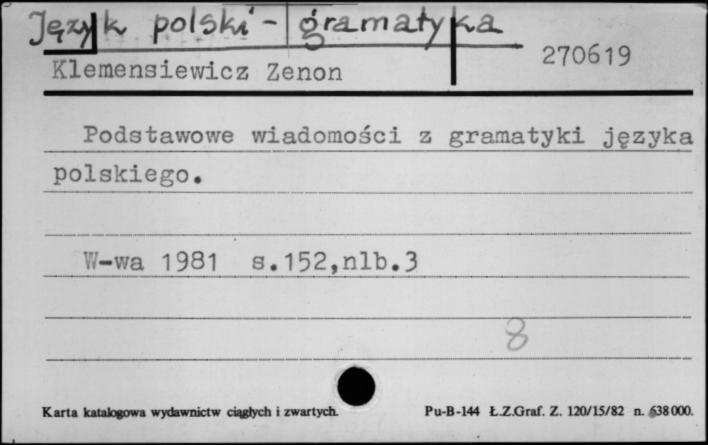 Język polski - gramatyka
270619
Klemensiewicz Zenon
Podstawowe wiadomości z gramatyki języka
polskiego.
W-wa 1981 s.152,nlb.3
8
Karta katalogowa wydawnictw ciągłych i zwartych.
Pu-B-144 Ł.Z.Graf. Z. 120/15/82 n. 638000.